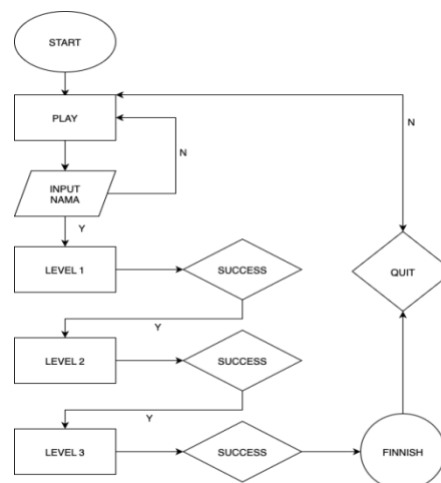 START
PLAY
N
N
INPUT
NAMA
Y
LEVEL 1
SUCCESS
QUIT
Y
LEVEL 2
SUCCESS
Y
LEVEL 3
SUCCESS
FINNISH